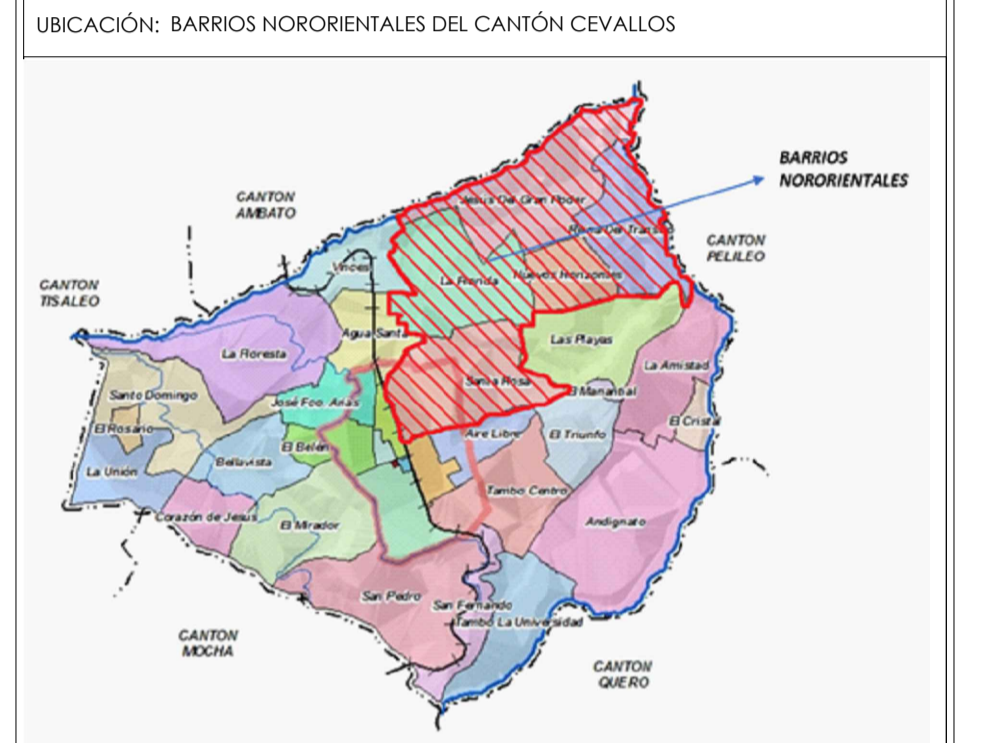 UBICACIÓN: BARRIOS NORORIENTALES DEL CANTÓN CEVALLOS
BARRIOS
NORORIENTALES
CANTON
AMBATO
Jesus Del Gran Poder
CANTON
PELILEO
Vinces
La Florida
Nuevos Horizontes
CANTON
TISALEO
Agua Santa
Las Playas
La Floresta
La Amistad
Santa Rosa
Santo Domingo
José Fco. Arias
El Manantial
El Cristal
El Rosario
Aire Libre
El Triunfo
El Belén
Bellavista
La Unión
Tambo Centro
Corazón de Jesus
El Mirador
Andignato
San Pedro
San Fernando
Tambo La Universidad
CANTON
MOCHA
CANTON
QUERO